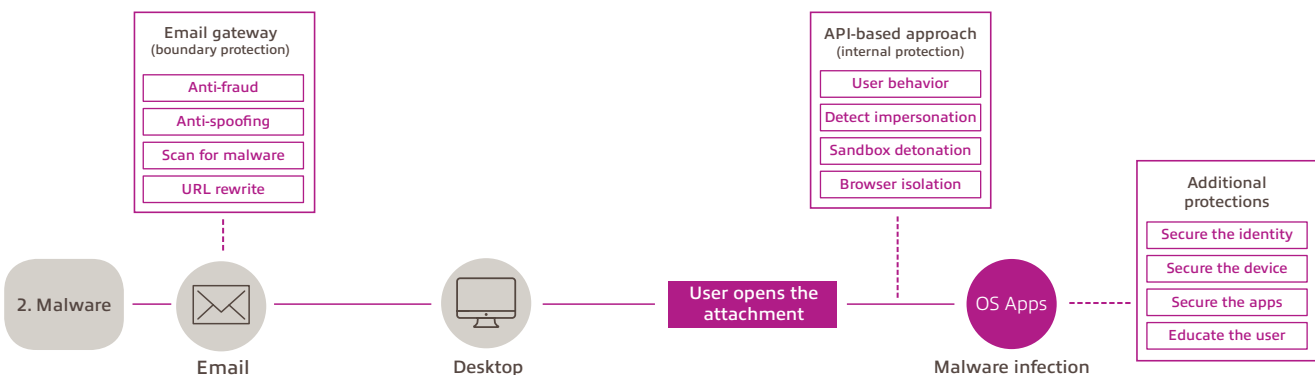 Email gateway
(boundary protection)
Anti-fraud
Anti-spoofing
Scan for malware
URL rewrite
API-based approach
(internal protection)
User behavior
Detect impersonation
Sandbox detonation
Browser isolation
Additional
protections
Secure the identity
Secure the device
Secure the apps
Educate the user
2. Malware
Email
Desktop
User opens the
attachment
OS Apps
Malware infection